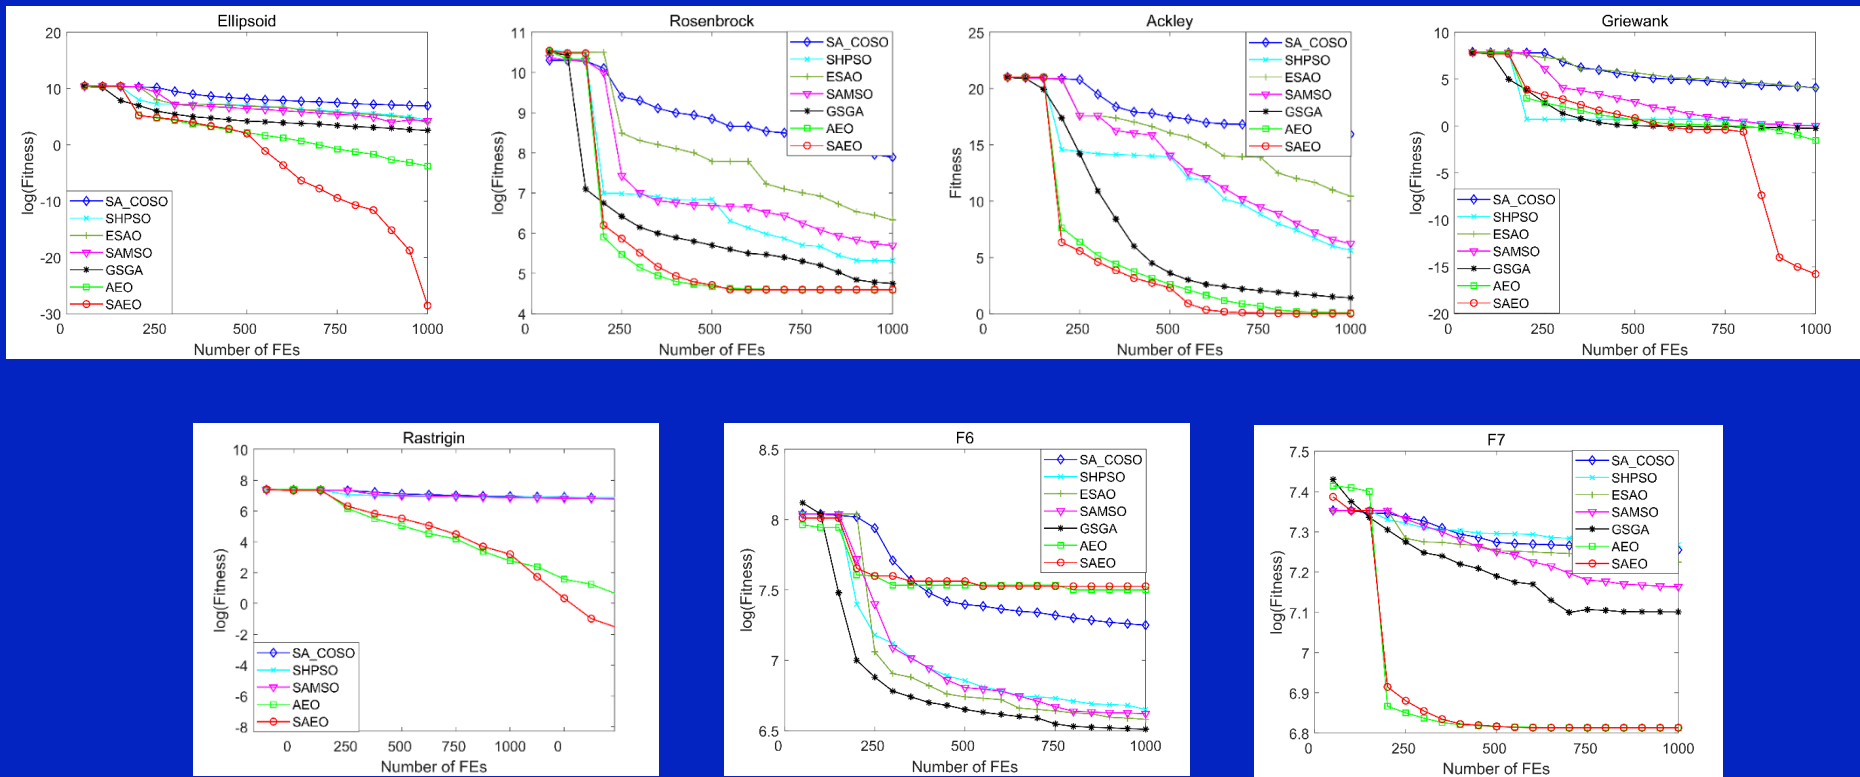 Ellipsoid
20
10
0
-10
-20
-30
log(Fitness)
SA_COSO
SHPSO
ESAO
SAMSO
GSGA
AEO
SAEO
0 250 500 750 1000
Number of FEs
Rosenbrock
11
10
9
8
7
6
5
4
log(Fitness)
SA_COSO
SHPSO
ESAO
SAMSO
GSGA
AEO
SAEO
0 250 500 750 1000
Number of FEs
Ackley
25
20
15
10
5
0
Fitness
SA_COSO
SHPSO
ESAO
SAMSO
GSGA
AEO
SAEO
0 250 500 750 1000
Number of FEs
Griewank
10
5
0
-5
-10
-15
-20
log(Fitness)
SA_COSO
SHPSO
ESAO
SAMSO
GSGA
AEO
SAEO
0 250 500 750 1000
Number of FEs
Rastrigin
10
8
6
4
2
0
-2
-4
-6
-8
log(Fitness)
SA_COSO
SHPSO
SAMSO
AEO
SAEO
0 250 500 750 1000 0
Number of FEs
F6
8.5
8
7.5
7
6.5
log(Fitness)
SA_COSO
SHPSO
ESAO
SAMSO
GSGA
AEO
SAEO
0 250 500 750 1000
Number of FEs
F7
7.5
7.4
7.3
7.2
7.1
7
6.9
6.8
log(Fitness)
SA_COSO
SHPSO
ESAO
SAMSO
GSGA
AEO
SAEO
0 250 500 750 1000
Number of FEs